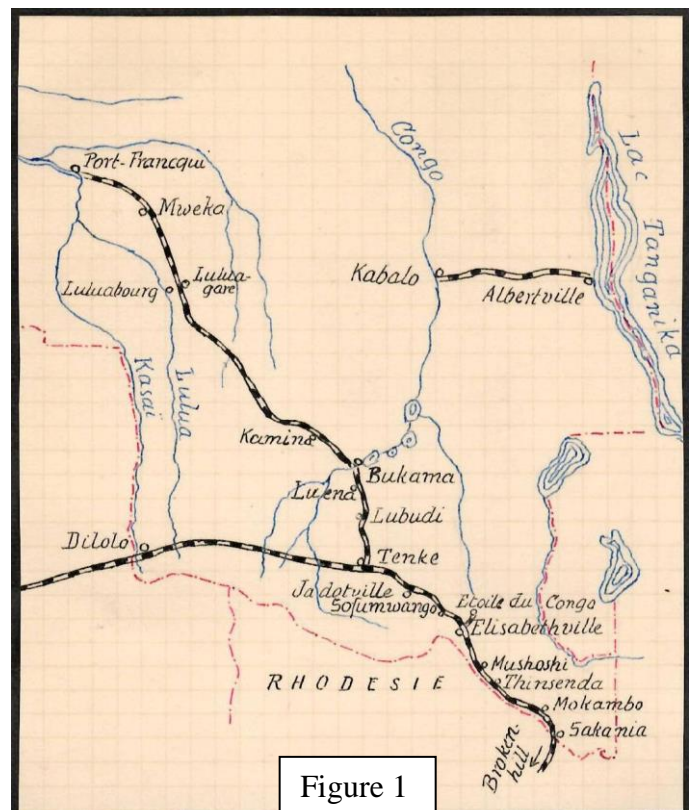 Port-Francqui
Mweka
Lulua-
gare
Luluabourg
Kasai
Lulua
Congo
Lac
Tanganika
Kabalo
Albertville
Kamina
Bukama
Luena
Lubudi
Dilolo
Tenke
Jadotville
Sofumwango
Etoile du Congo
Elisabethville
Mushoshi
Thinsenda
Mokambo
Sakania
RHODESIE
Broken-
hill
Figure 1